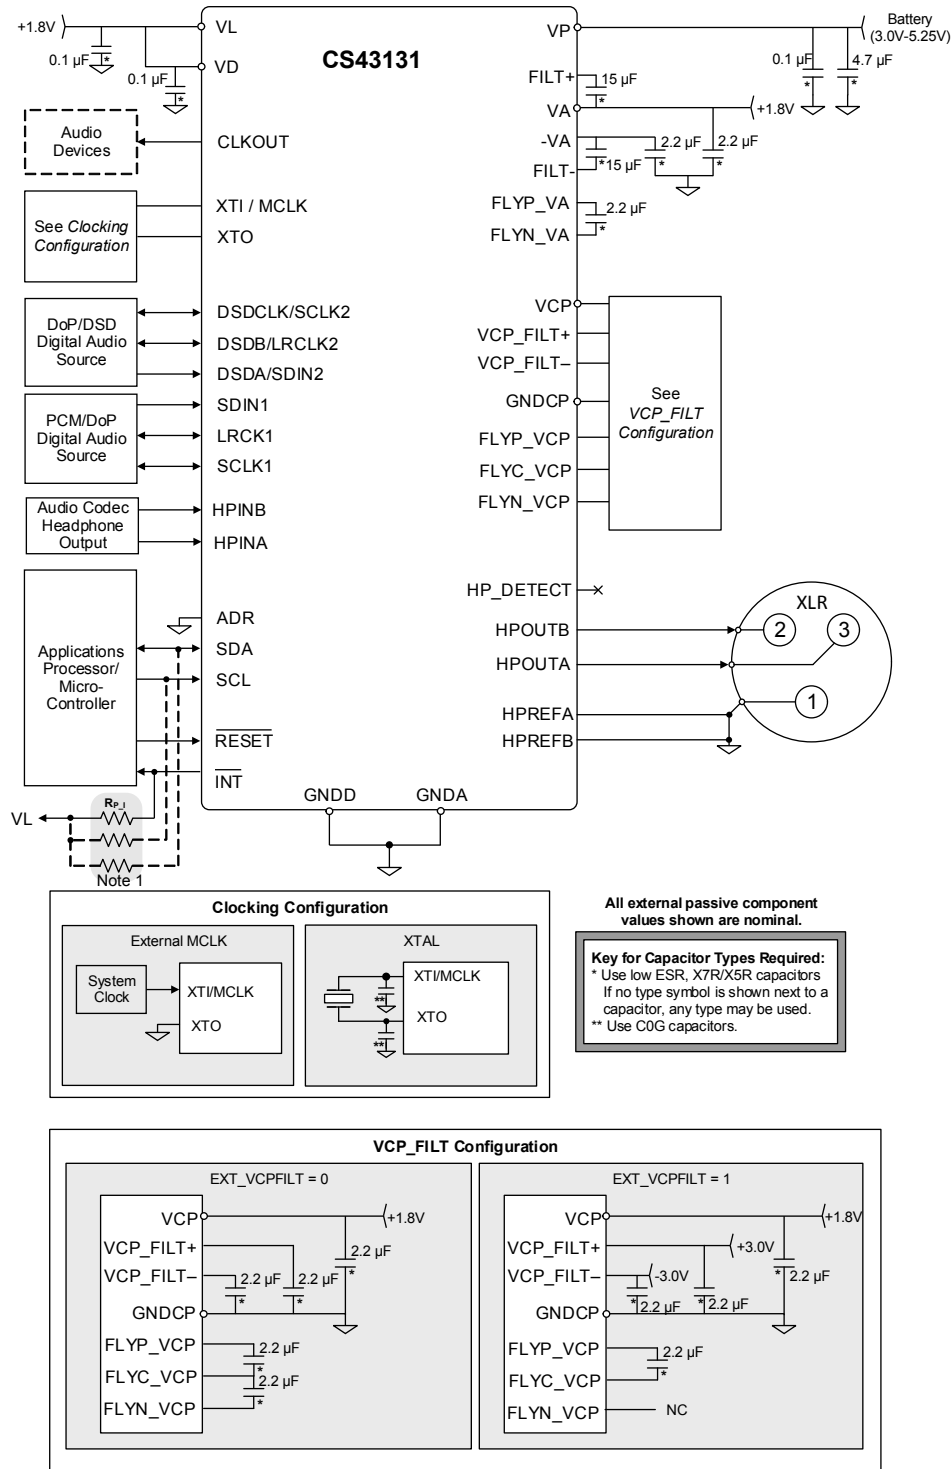 CS43131
+1.8V
0.1 µF
*
0.1 µF
*
VL
VD
Audio
Devices
CLKOUT
See Clocking
Configuration
XTI / MCLK
XTO
DoP/DSD
Digital Audio
Source
DSDCLK/SCLK2
DSDB/LRCLK2
DSDA/SDIN2
PCM/DoP
Digital Audio
Source
SDIN1
LRCK1
SCLK1
Audio Codec
Headphone
Output
HPINB
HPINA
Applications
Processor/
Micro-
Controller
ADR
SDA
SCL
RESET
INT
VL
RP_I
Note 1
GNDD
GNDA
VP
Battery
(3.0V-5.25V)
0.1 µF
*
4.7 µF
*
FILT+
15 µF
*
VA
+1.8V
-VA
2.2 µF
*
2.2 µF
*
FILT-
*15 µF
FLYP_VA
2.2 µF
*
FLYN_VA
VCP
VCP_FILT+
VCP_FILT–
GNDCP
FLYP_VCP
FLYC_VCP
FLYN_VCP
See
VCP_FILT
Configuration
HP_DETECT
HPOUTB
HPOUTA
HPREFA
HPREFB
XLR
2
3
1
Clocking Configuration
External MCLK
System
Clock
XTI/MCLK
XTO
XTAL
XTI/MCLK
XTO
**
**
All external passive component
values shown are nominal.
Key for Capacitor Types Required:
* Use low ESR, X7R/X5R capacitors
If no type symbol is shown next to a
capacitor, any type may be used.
** Use C0G capacitors.
VCP_FILT Configuration
EXT_VCPFILT = 0
VCP
+1.8V
VCP_FILT+
2.2 µF
*
VCP_FILT–
2.2 µF
*
2.2 µF
*
GNDCP
FLYP_VCP
2.2 µF
*
FLYC_VCP
2.2 µF
*
FLYN_VCP
EXT_VCPFILT = 1
VCP
+1.8V
VCP_FILT+
+3.0V
VCP_FILT–
-3.0V
*
2.2 µF
*
2.2 µF
*
2.2 µF
GNDCP
FLYP_VCP
2.2 µF
*
FLYC_VCP
FLYN_VCP
NC